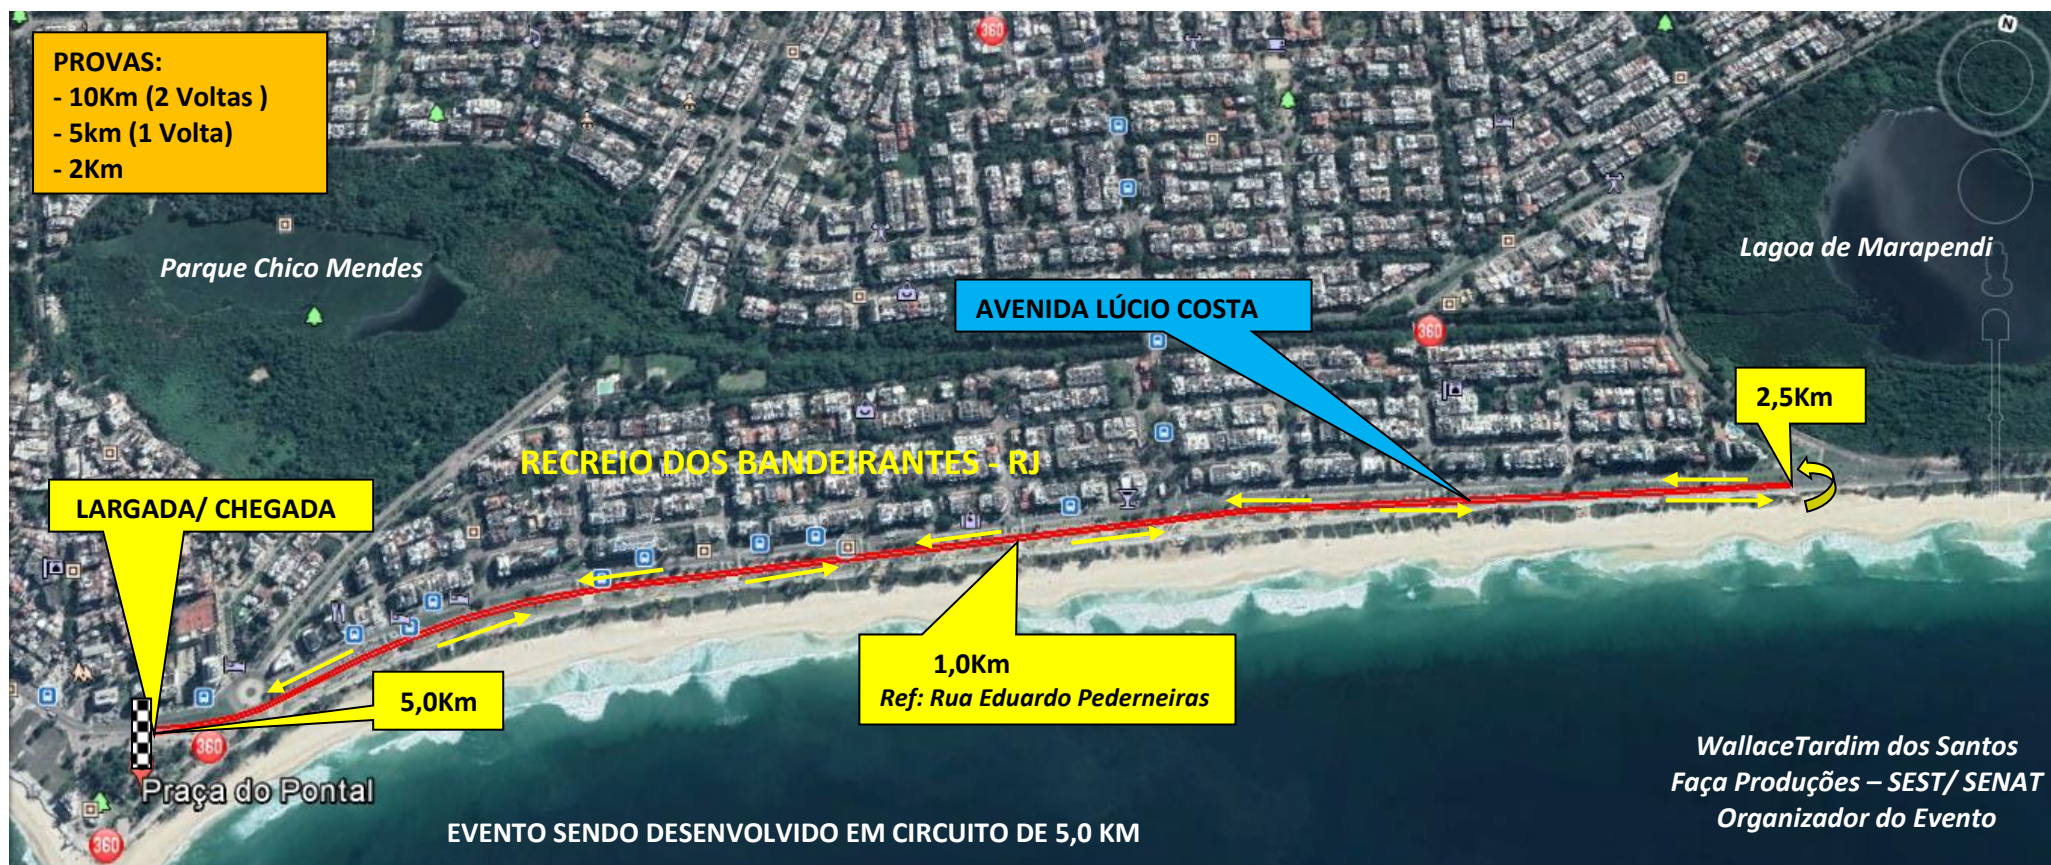 PROVAS:
- 10Km (2 Voltas )
- 5km (1 Volta)
- 2Km
360
N
Parque Chico Mendes
Lagoa de Marapendi
AVENIDA LÚCIO COSTA
360
2,5Km
RECREIO DOS BANDEIRANTES - RJ
LARGADA/ CHEGADA
1,0Km
Ref: Rua Eduardo Pederneiras
5,0Km
360
Praça do Pontal
360
WallaceTardim dos Santos
Faça Produções – SEST/ SENAT
Organizador do Evento
EVENTO SENDO DESENVOLVIDO EM CIRCUITO DE 5,0 KM